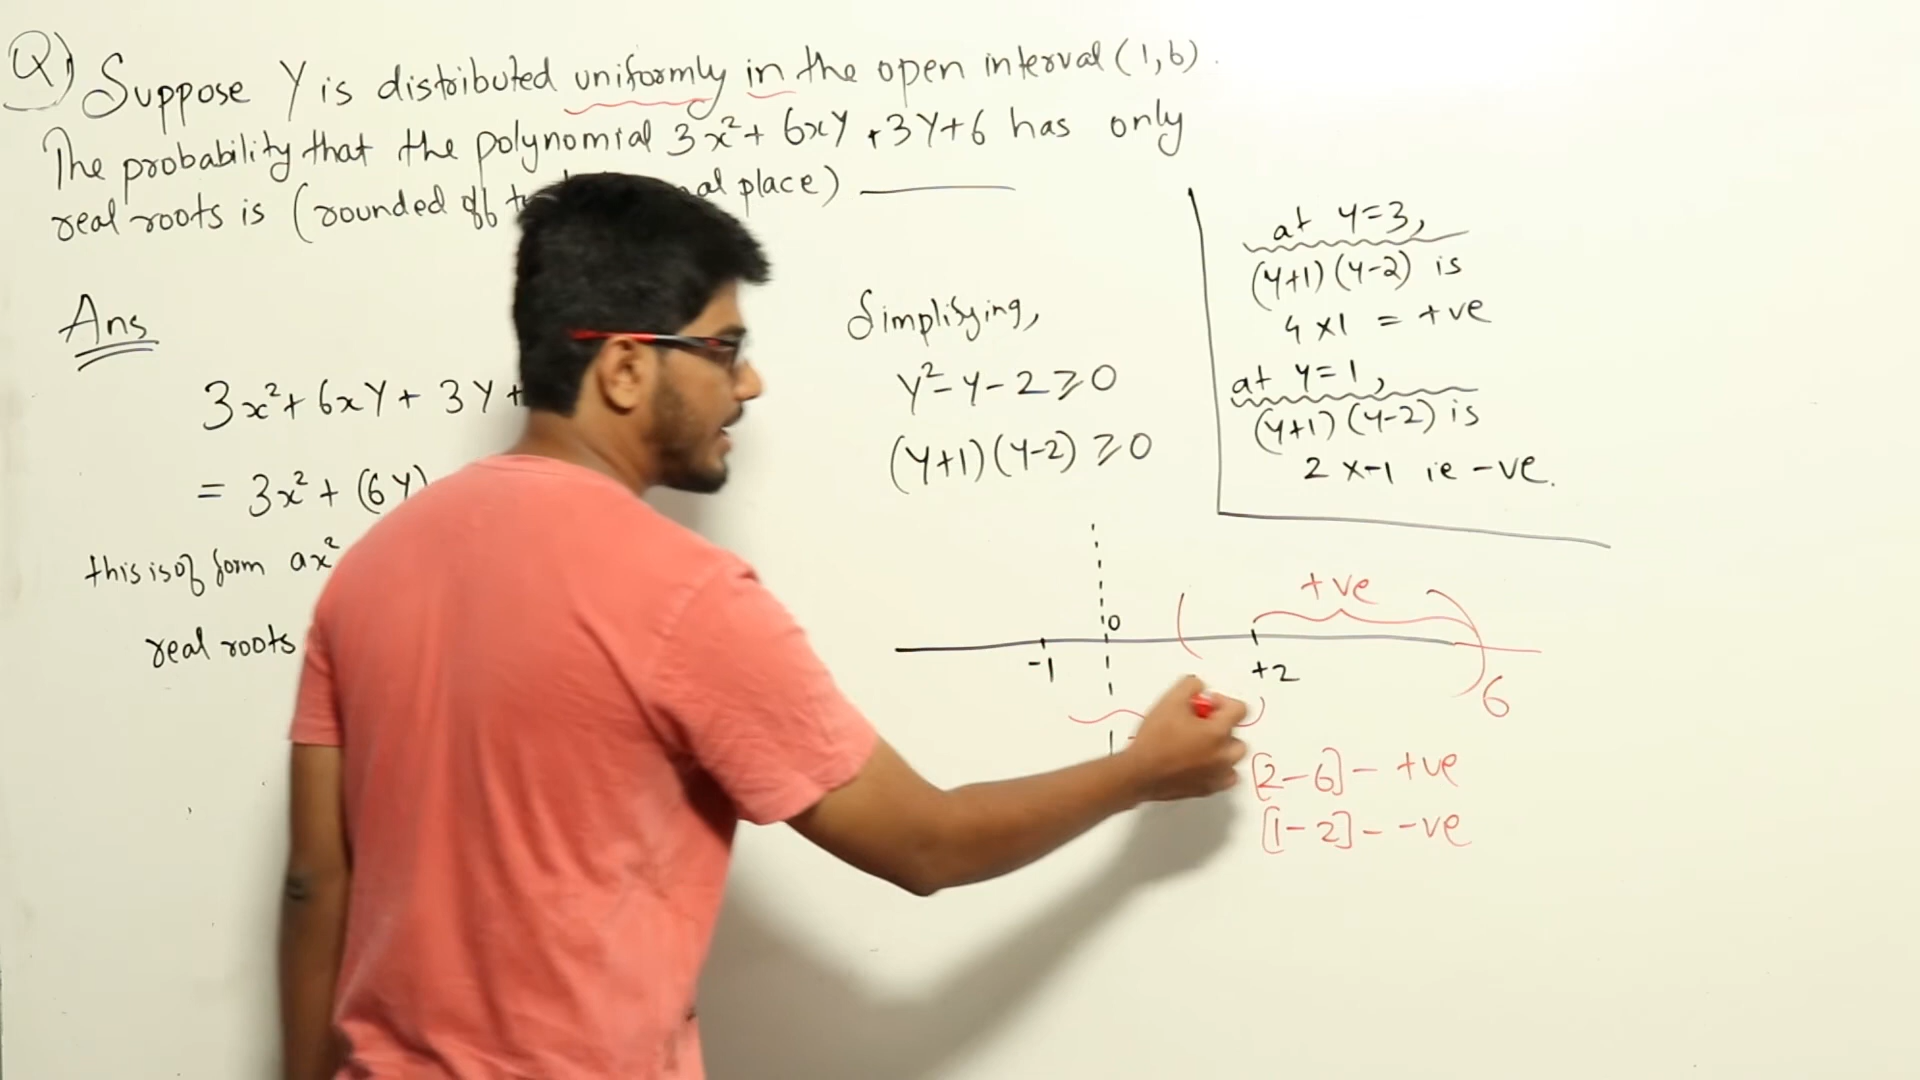 Q) Suppose Y is distributed uniformly in the open interval (1,6).
The probability that the polynomial 3x²+ 6xY +3Y+6 has only
real roots is (rounded off to al place)
Ans
3x²+ 6xY + 3Y +
= 3x² + (6Y)
this is of form ax²
real roots
Simplifying,
Y²-Y-2 ≥0
(Y+1)(Y-2) ≥0
at Y=3,
(Y+1)(Y-2) is
4 x1 = +ve
at Y=1,
(Y+1)(Y-2) is
2 x-1 ie -ve.
+ve
0
-1
+2
6
[2-6]- +ve
[1-2]- -ve